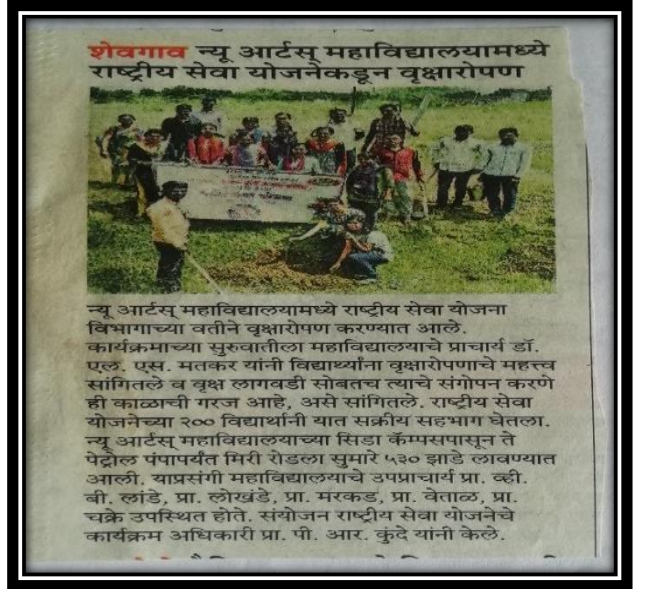 शेवगाव न्यू आर्टस् महाविद्यालयामध्ये
राष्ट्रीय सेवा योजनेकडून वृक्षारोपण
न्यू आर्टस् महाविद्यालयामध्ये राष्ट्रीय सेवा योजना
विभागाच्या वतीने वृक्षारोपण करण्यात आले.
कार्यक्रमाच्या सुरुवातीला महाविद्यालयाचे प्राचार्य डॉ.
एल. एस. मतकर यांनी विद्यार्थ्यांना वृक्षारोपणाचे महत्त्व
सांगितले व वृक्ष लागवडी सोबतच त्याचे संगोपन करणे
ही काळाची गरज आहे, असे सांगितले. राष्ट्रीय सेवा
योजनेच्या २०० विद्यार्थांनी यात सक्रीय सहभाग घेतला.
न्यू आर्टस् महाविद्यालयाच्या सिडा कॅम्पसपासून ते
पेट्रोल पंपापर्यंत मिरी रोडला सुमारे ५३० झाडे लावण्यात
आली. याप्रसंगी महाविद्यालयाचे उपप्राचार्य प्रा. व्ही.
बी. लांडे, प्रा. लोखंडे, प्रा. मरकड, प्रा. वेताळ, प्रा.
चक्रे उपस्थित होते. संयोजन राष्ट्रीय सेवा योजनेचे
कार्यक्रम अधिकारी प्रा. पी. आर. कुंदे यांनी केले.